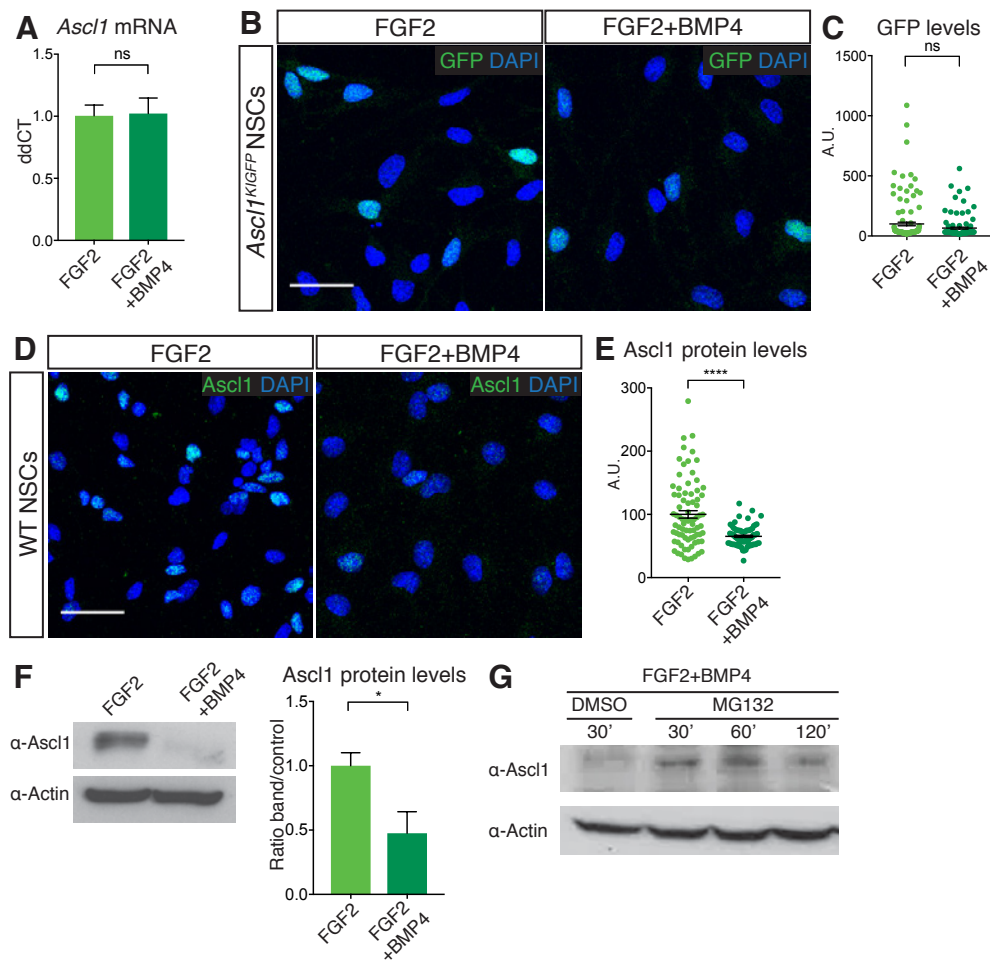 A
Ascl1 mRNA
ns
ddCT
1.5
1.0
0.5
0.0
FGF2
FGF2
+BMP4
B
FGF2
FGF2+BMP4
Ascl1KIGFP NSCs
GFP DAPI
GFP DAPI
C
GFP levels
ns
A.U.
1500
1000
500
0
FGF2
FGF2
+BMP4
D
FGF2
FGF2+BMP4
WT NSCs
Ascl1 DAPI
Ascl1 DAPI
E
Ascl1 protein levels
****
A.U.
300
200
100
0
FGF2
FGF2
+BMP4
F
FGF2
FGF2
+BMP4
α-Ascl1
α-Actin
Ascl1 protein levels
*
Ratio band/control
1.5
1.0
0.5
0.0
FGF2
FGF2
+BMP4
G
FGF2+BMP4
DMSO MG132
30’ 30’ 60’ 120’
α-Ascl1
α-Actin